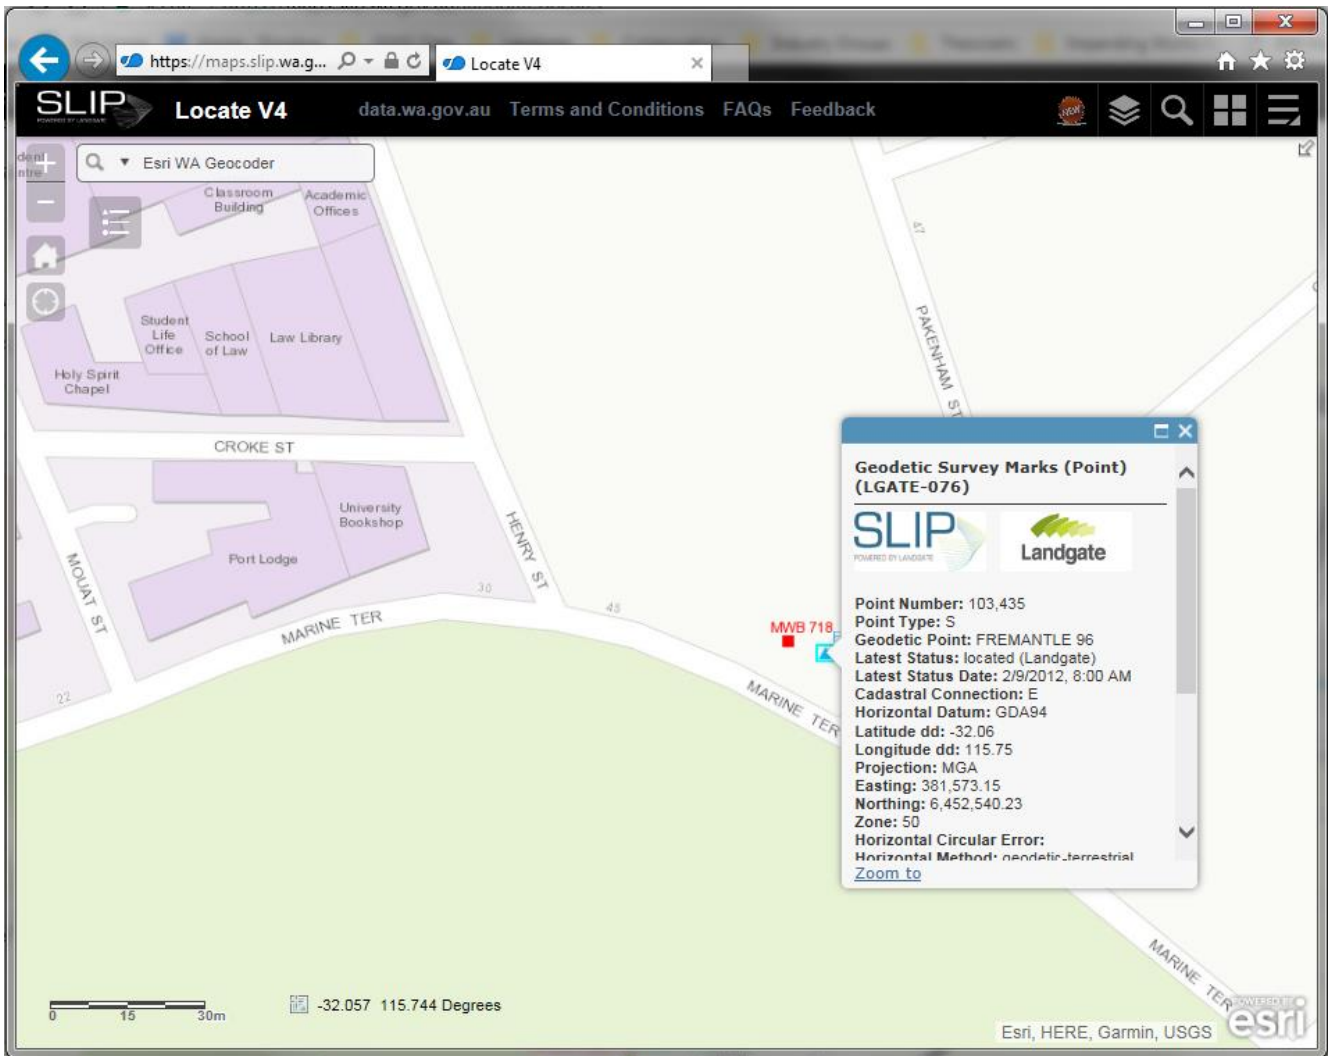 https://maps.slip.wa.g...
Locate V4
SLIP
POWERED BY LANDGATE
Locate V4
data.wa.gov.au
Terms and Conditions
FAQs
Feedback
NEW
Esri WA Geocoder
Classroom
Building
Academic
Offices
47
Student
Life
Office
School
of Law
Law Library
Holy Spirit
Chapel
PAKENHAM ST
CROKE ST
University
Bookshop
Port Lodge
HENRY ST
MOUAT ST
30
45
MARINE TER
22
MWB 718
MARINE TER
Geodetic Survey Marks (Point)
(LGATE-076)
SLIP
POWERED BY LANDGATE
Landgate
Point Number: 103,435
Point Type: S
Geodetic Point: FREMANTLE 96
Latest Status: located (Landgate)
Latest Status Date: 2/9/2012, 8:00 AM
Cadastral Connection: E
Horizontal Datum: GDA94
Latitude dd: -32.06
Longitude dd: 115.75
Projection: MGA
Easting: 381,573.15
Northing: 6,452,540.23
Zone: 50
Horizontal Circular Error:
Horizontal Method: geodetic-terrestrial
Zoom to
MARINE TER
0 15 30m
-32.057 115.744 Degrees
POWERED BY
esri
Esri, HERE, Garmin, USGS